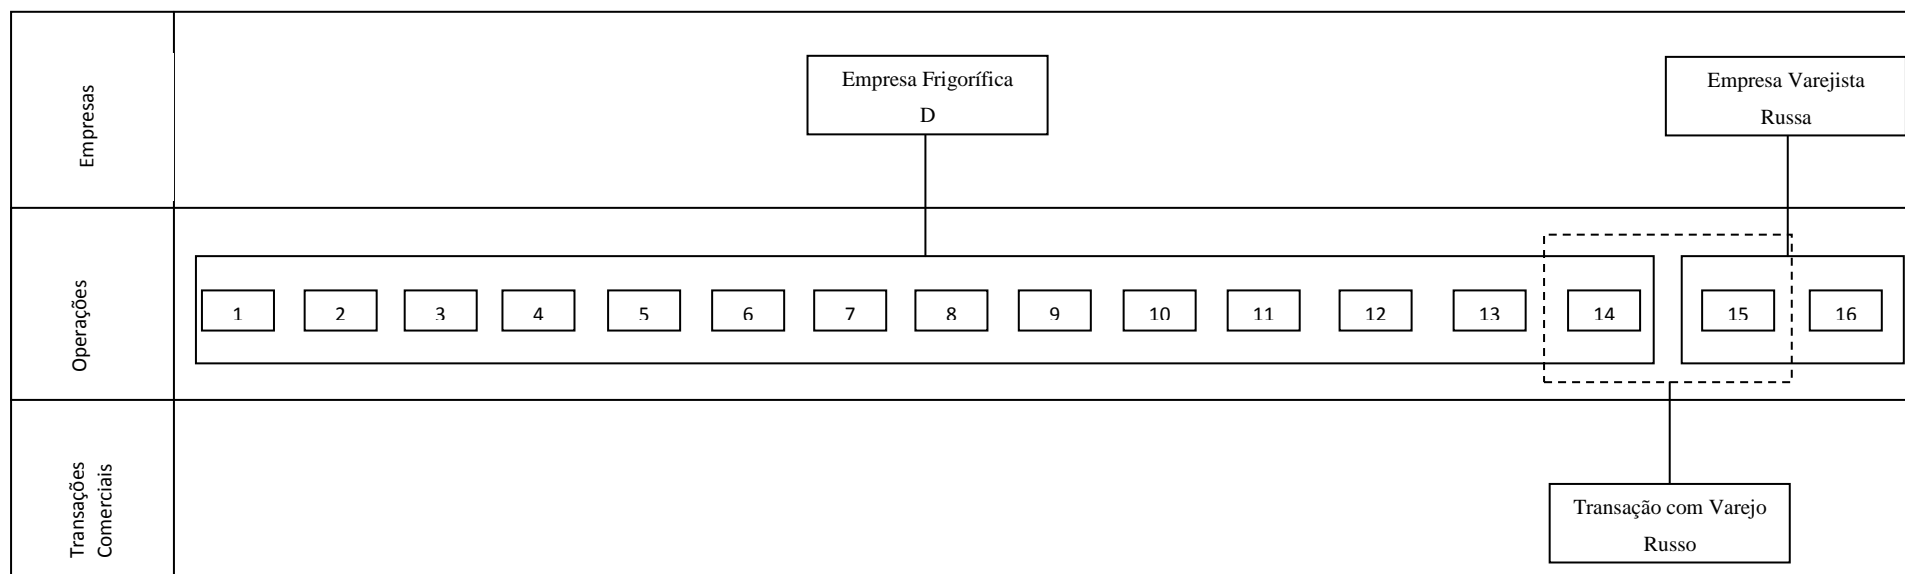 Empresas
Empresa Frigorífica
D
Empresa Varejista
Russa
Operações
1
2
3
4
5
6
7
8
9
10
11
12
13
14
15
16
Transações
Comerciais
Transação com Varejo
Russo